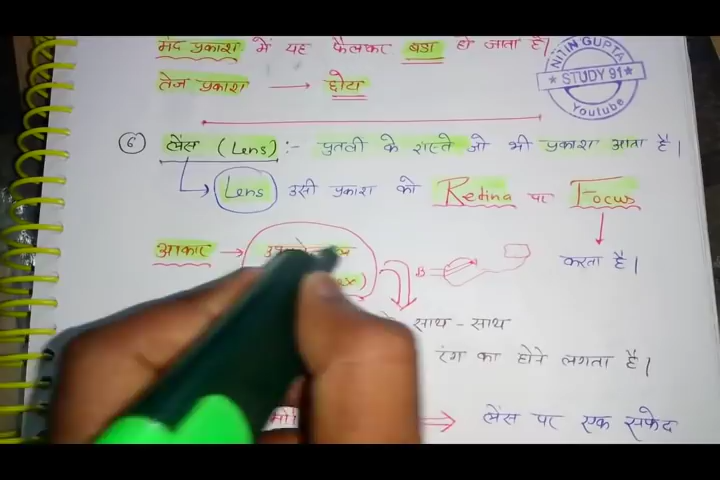 मंद प्रकाश में यह फैलकर बडा हो जाता है|
तेज प्रकाश → छोटा
NITIN GUPTA
STUDY 91
Youtube
6 लेंस (Lens) :- पुतली के रास्ते जो भी प्रकाश आता है|
Lens उसी प्रकाश को Retina पर Focus
करता है|
आकार →
साथ - साथ
रंग का होने लगता है|
लेंस पर एक सफेद